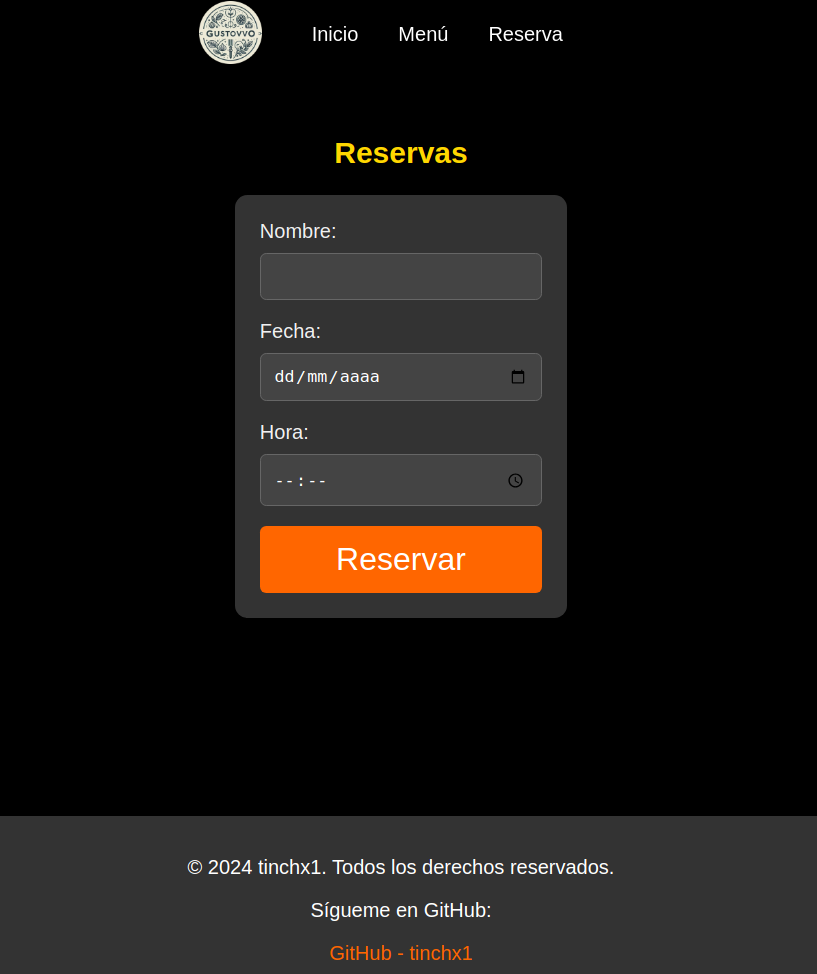 GUSTOVVO
Inicio Menú Reserva
Reservas
Nombre:
Fecha:
dd/mm/aaaa
Hora:
--:--
Reservar
© 2024 tinchx1. Todos los derechos reservados.
Sígueme en GitHub:
GitHub - tinchx1